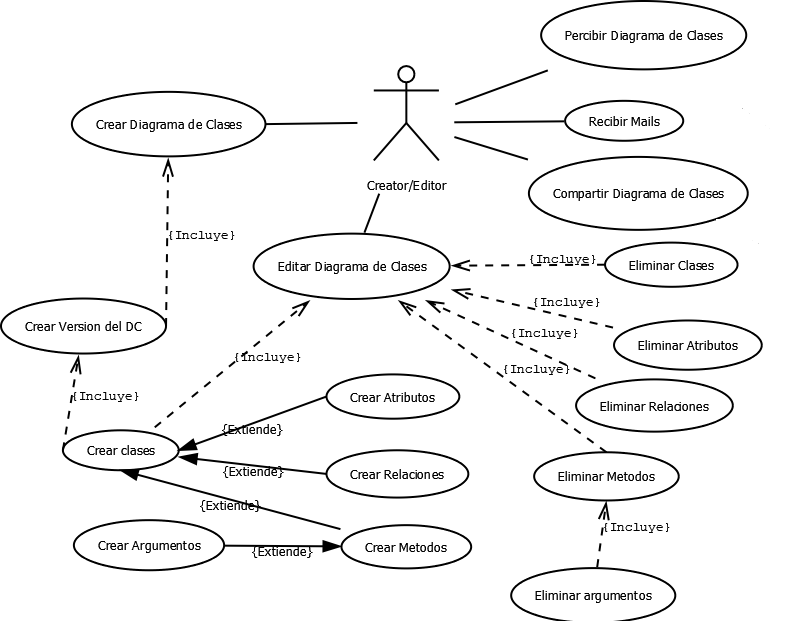 Percibir Diagrama de Clases
Crear Diagrama de Clases
Recibir Mails
Creator/Editor
Compartir Diagrama de Clases
{Incluye}
Editar Diagrama de Clases
{Incluye}
Eliminar Clases
{Incluye}
Crear Version del DC
{Incluye}
Eliminar Atributos
{Incluye}
{Incluye}
{Incluye}
Crear Atributos
Eliminar Relaciones
{Extiende}
Crear clases
{Extiende}
Crear Relaciones
Eliminar Metodos
{Extiende}
{Incluye}
Crear Argumentos
{Extiende}
Crear Metodos
Eliminar argumentos